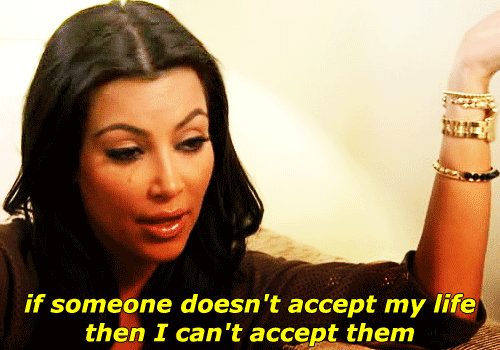 if someone doesn't accept my life
then I can't accept them